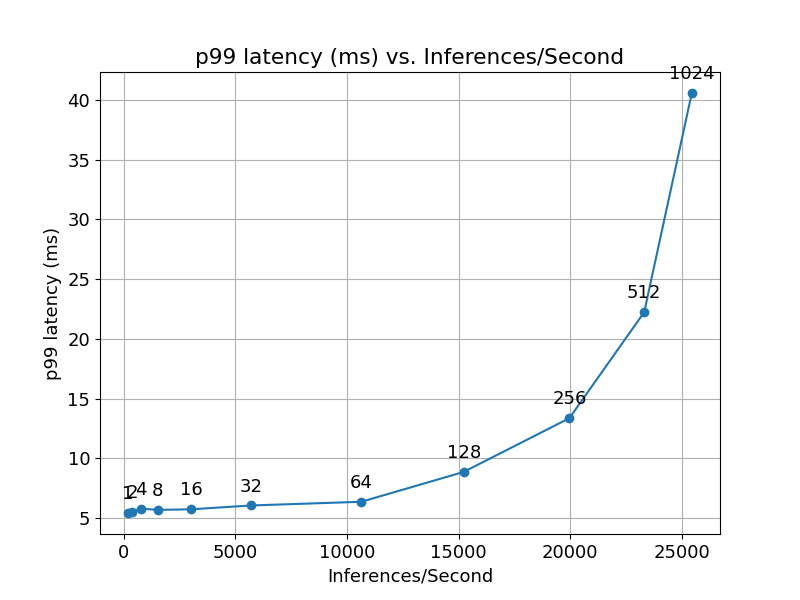 p99 latency (ms) vs. Inferences/Second
1024
40
35
30
25
512
20
15
256
128
10
1 2 4 8 16 32 64
5
0 5000 10000 15000 20000 25000
Inferences/Second
p99 latency (ms)